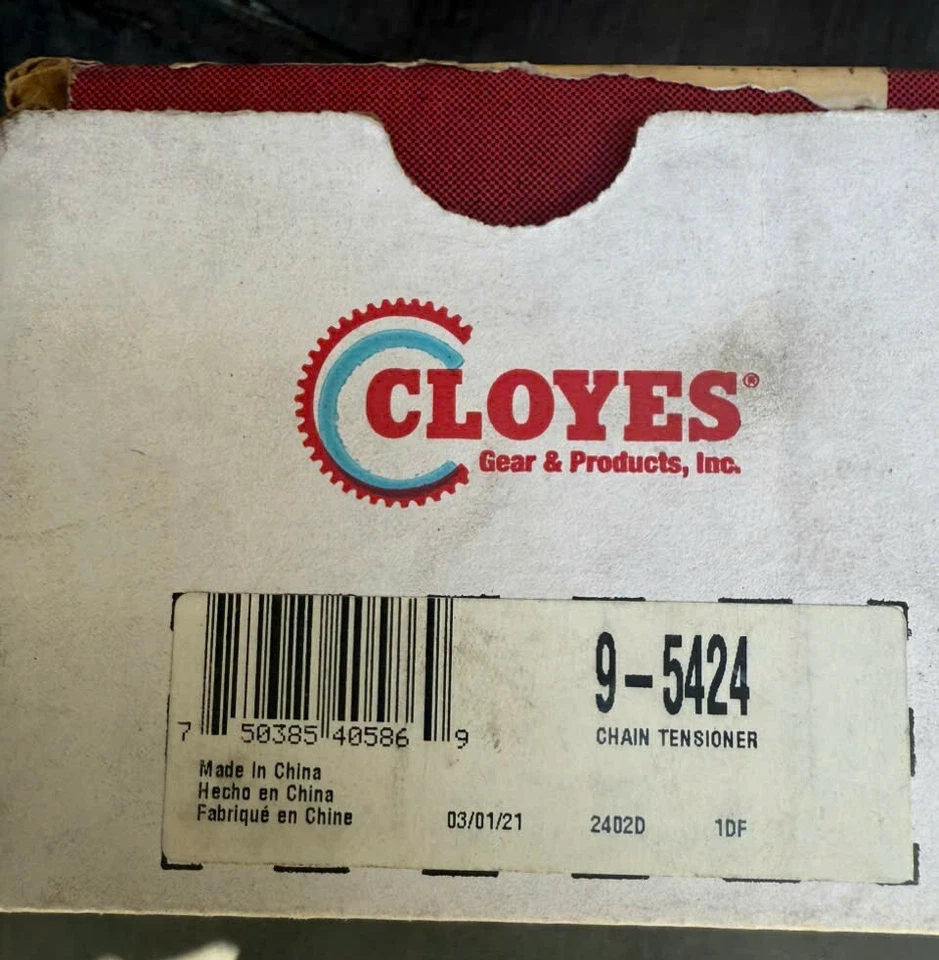 CLOYES®
Gear & Products, Inc.
9-5424
CHAIN TENSIONER
7 50385 40586 9
Made In China
Hecho en China
Fabriqué en Chine
03/01/21 2402D 1DF